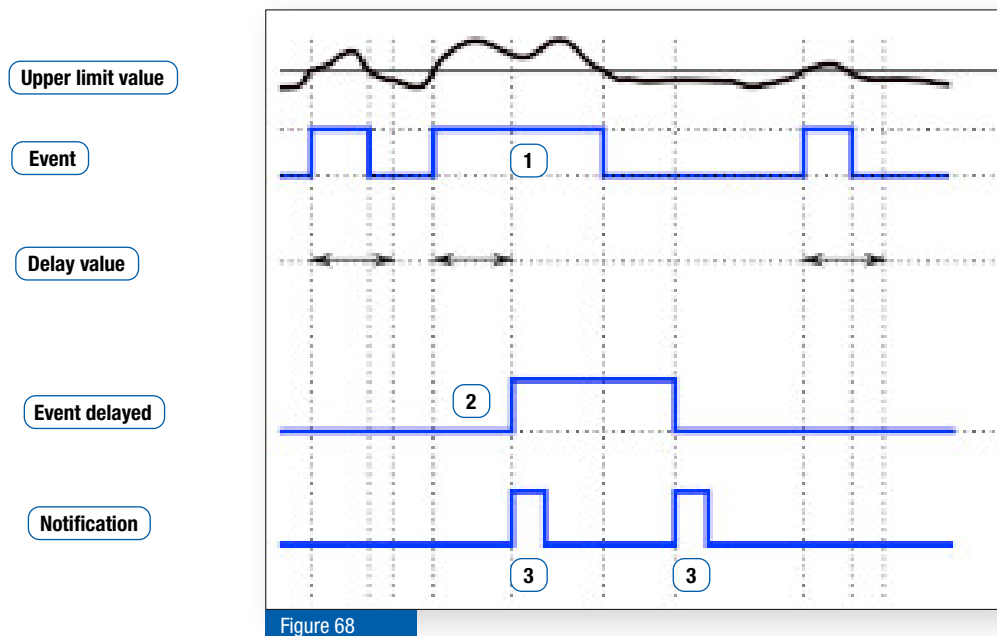 Upper limit value
Event
1
Delay value
Event delayed
2
Notification
3
3
Figure 68